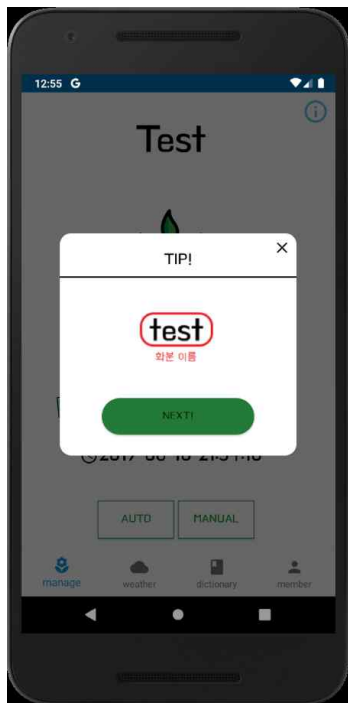 12:55 G
Test
TIP!
test
화분 이름
NEXT!
AUTO MANUAL
manage weather dictionary member